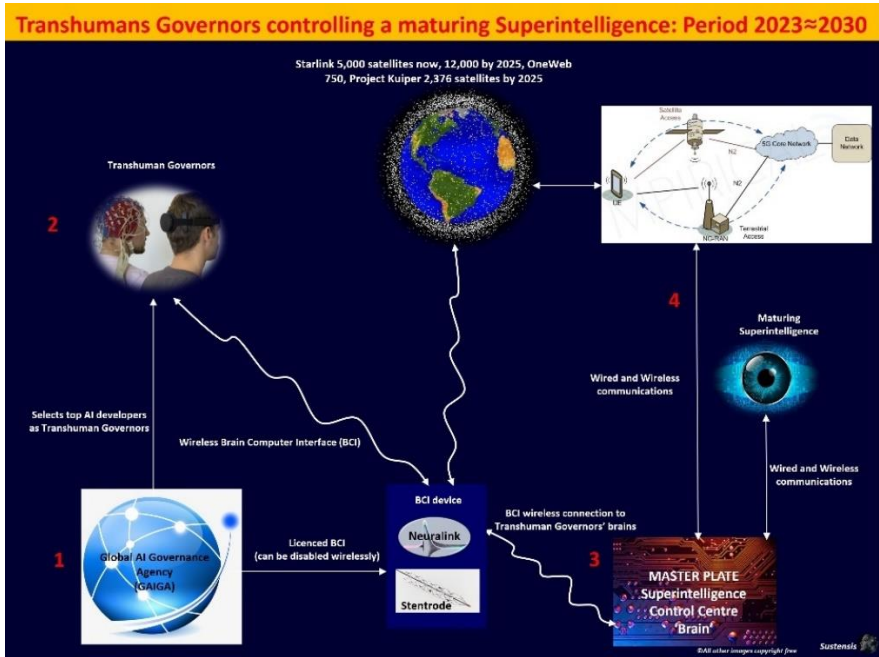 Transhumans Governors controlling a maturing Superintelligence: Period 2023≈2030
Starlink 5,000 satellites now, 12,000 by 2025, OneWeb
750, Project Kuiper 2,376 satellites by 2025
Satellite
Access
5G Core Network
Data
Network
N2
N2
UE
NG-RAN
Terrestrial
Access
Transhuman Governors
2
4
Maturing
Superintelligence
Wired and Wireless
communications
Selects top AI developers
as Transhuman Governors
Wireless Brain Computer Interface (BCI)
Wired and Wireless
communications
1
Global AI Governance
Agency
(GAIGA)
Licenced BCI
(can be disabled wirelessly)
BCI device
Neuralink
Stentrode
BCI wireless connection to
Transhuman Governors' brains
3
MASTER PLATE
Superintelligence
Control Centre
'Brain'
©All other images copyright free
Sustensis